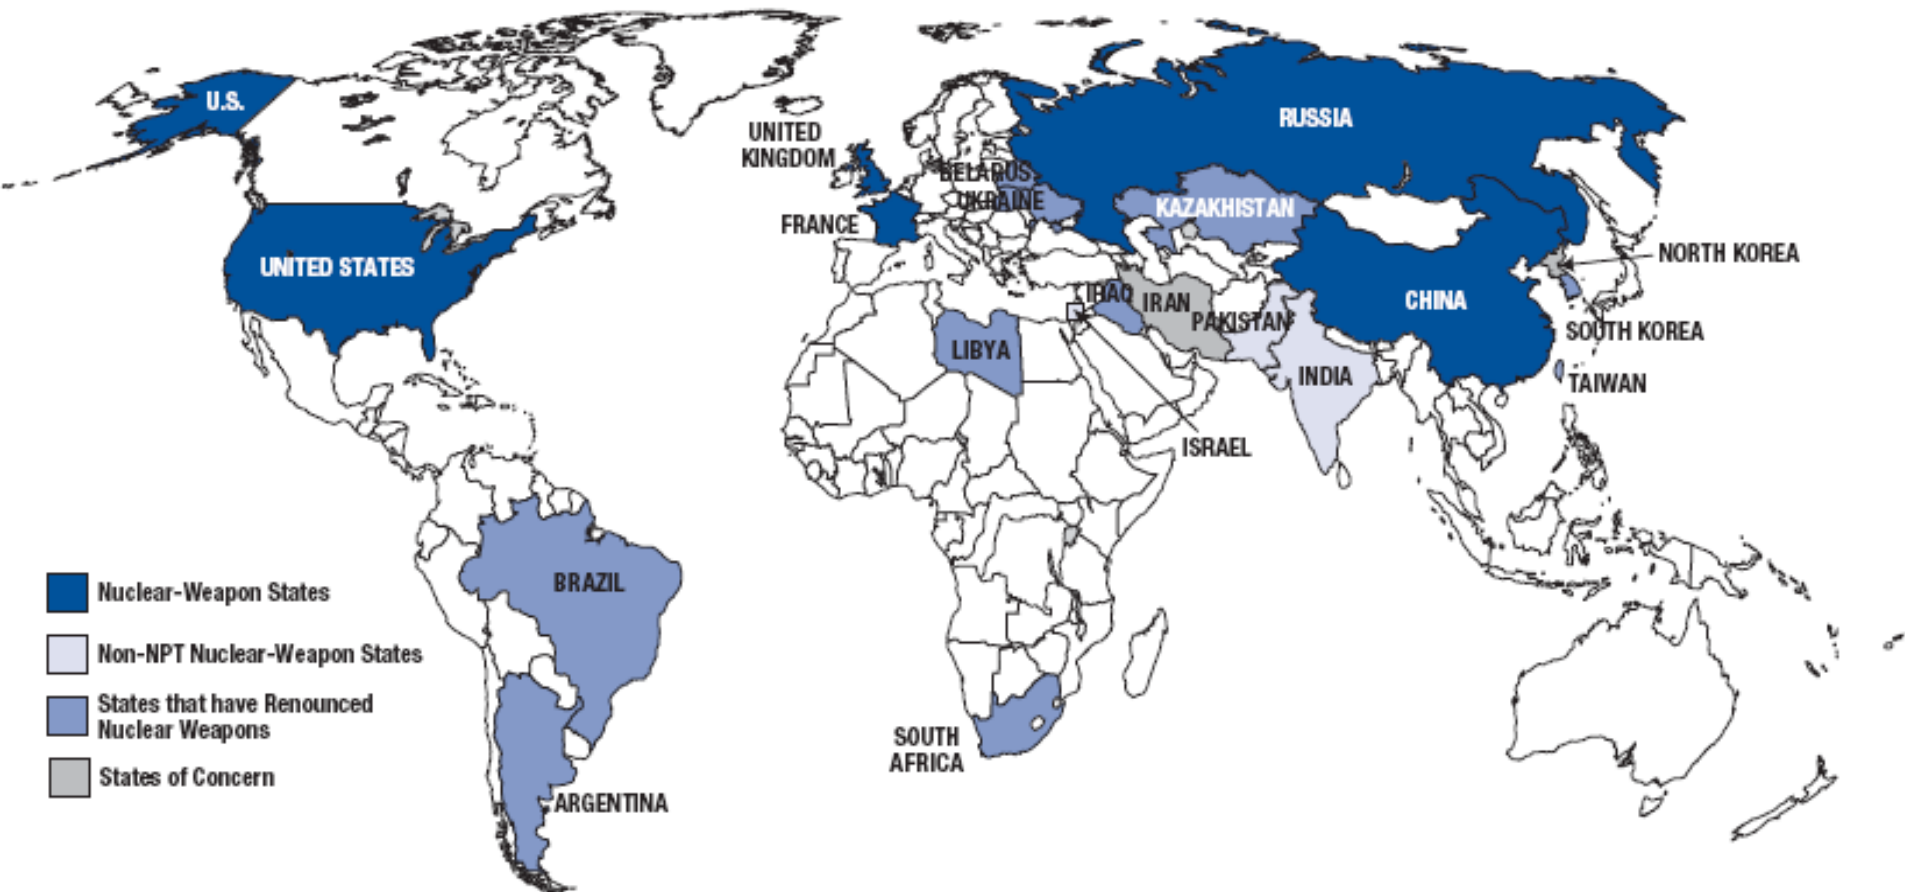 U.S.
RUSSIA
UNITED
KINGDOM
BELARUS
UKRAINE
KAZAKHISTAN
FRANCE
UNITED STATES
NORTH KOREA
IRAQ
IRAN
CHINA
PAKISTAN
SOUTH KOREA
LIBYA
INDIA
TAIWAN
ISRAEL
BRAZIL
SOUTH
AFRICA
ARGENTINA
Nuclear-Weapon States
Non-NPT Nuclear-Weapon States
States that have Renounced
Nuclear Weapons
States of Concern